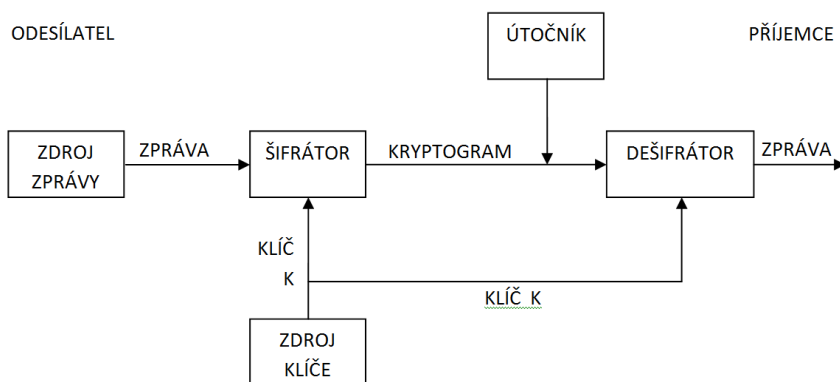 ODESÍLATEL
ÚTOČNÍK
PŘÍJEMCE
ZDROJ
ZPRÁVY
ZPRÁVA
ŠIFRÁTOR
KRYPTOGRAM
DEŠIFRÁTOR
ZPRÁVA
KLÍČ
K
KLÍČ K
ZDROJ
KLÍČE